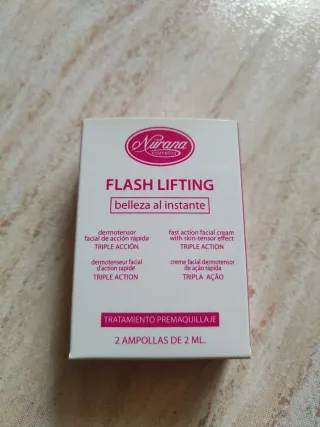 Nurana
cosmetics
FLASH LIFTING
belleza al instante
dermotensor
facial de acción rápida
TRIPLE ACCIÓN
fast action facial cream
with skin-tensor effect
TRIPLE ACTION
dermotenseur facial
d'action rapide
TRIPLE ACTION
creme facial dermotensor
de ação rápida
TRIPLA AÇÃO
TRATAMIENTO PREMAQUILLAJE
2 AMPOLLAS DE 2 ML.